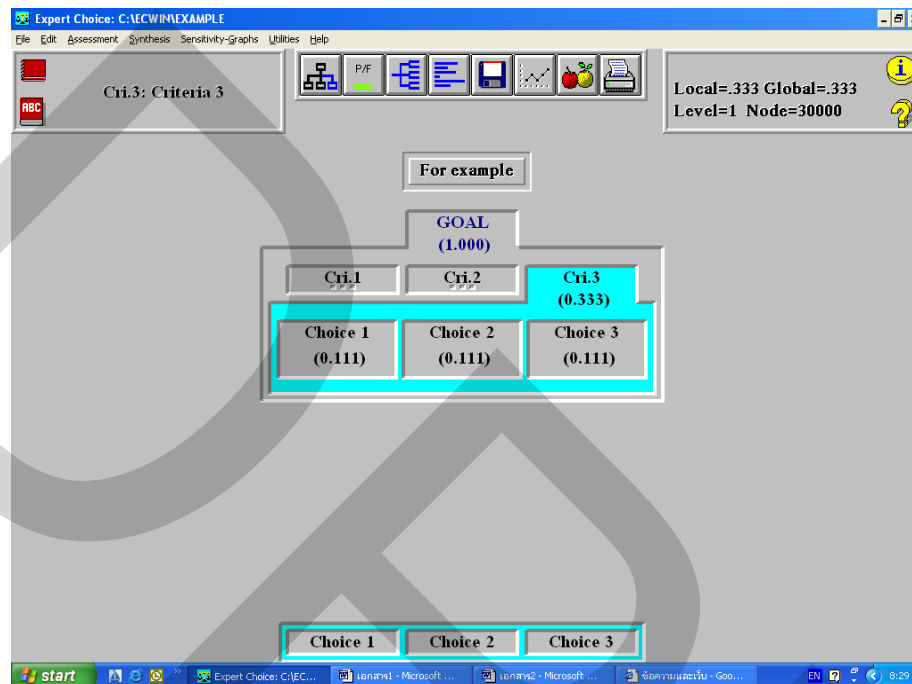 Expert Choice: C:\ECWIN\EXAMPLE
File Edit Assessment Synthesis Sensitivity-Graphs Utilities Help
ABC
Cri.3: Criteria 3
P/F
Local=.333 Global=.333
Level=1 Node=30000
For example
GOAL
(1.000)
Cri.1 Cri.2 Cri.3
(0.333)
Choice 1 Choice 2 Choice 3
(0.111) (0.111) (0.111)
Choice 1 Choice 2 Choice 3
start Expert Choice: C:\EC... เอกสาร1 - Microsoft ... เอกสาร2 - Microsoft ... ข้อความและเว็บ - Goo... EN 8:29